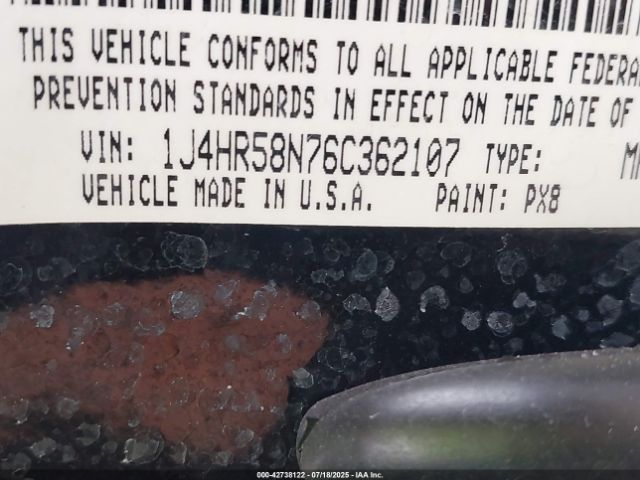 THIS VEHICLE CONFORMS TO ALL APPLICABLE FEDERA
PREVENTION STANDARDS IN EFFECT ON THE DATE OF
VIN: 1J4HR58N76C362107 TYPE:
VEHICLE MADE IN U.S.A. PAINT: PX8
000-42738122 - 07/18/2025 - IAA Inc.